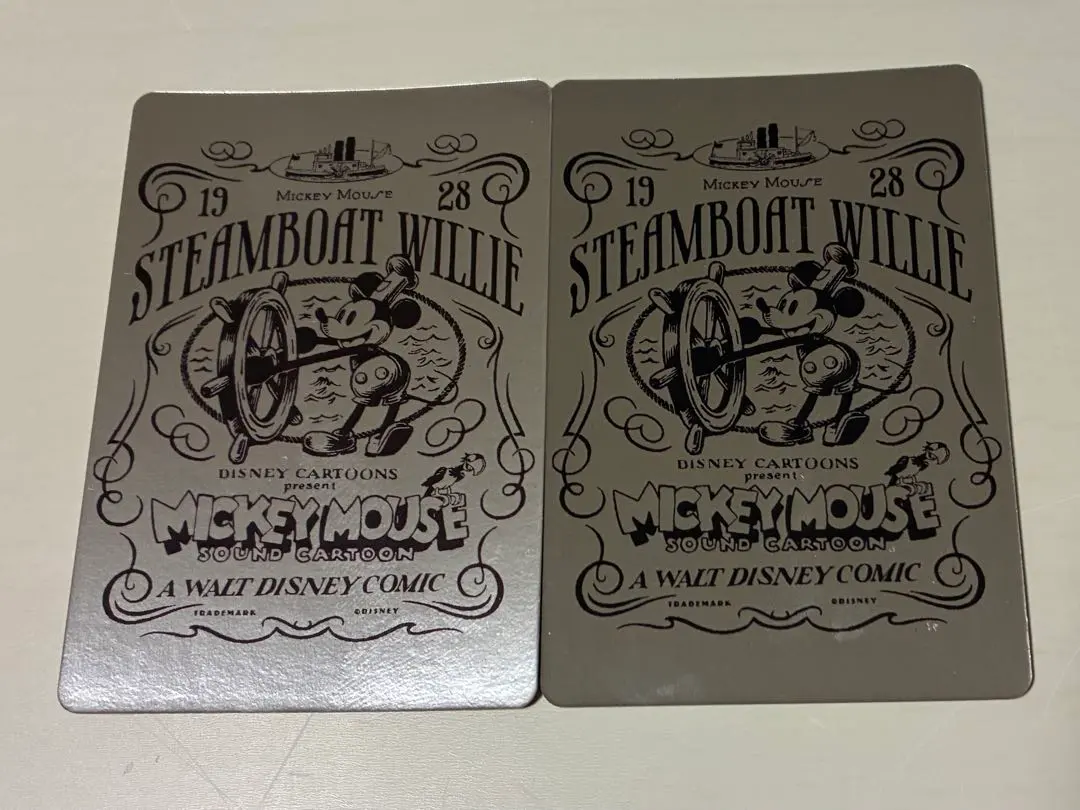 19 28
MICKEY MOUSE
STEAMBOAT WILLIE
DISNEY CARTOONS
present
MICKEY MOUSE
SOUND CARTOON
A WALT DISNEY COMIC
TRADEMARK ©DISNEY
19 28
MICKEY MOUSE
STEAMBOAT WILLIE
DISNEY CARTOONS
present
MICKEY MOUSE
SOUND CARTOON
A WALT DISNEY COMIC
TRADEMARK ©DISNEY